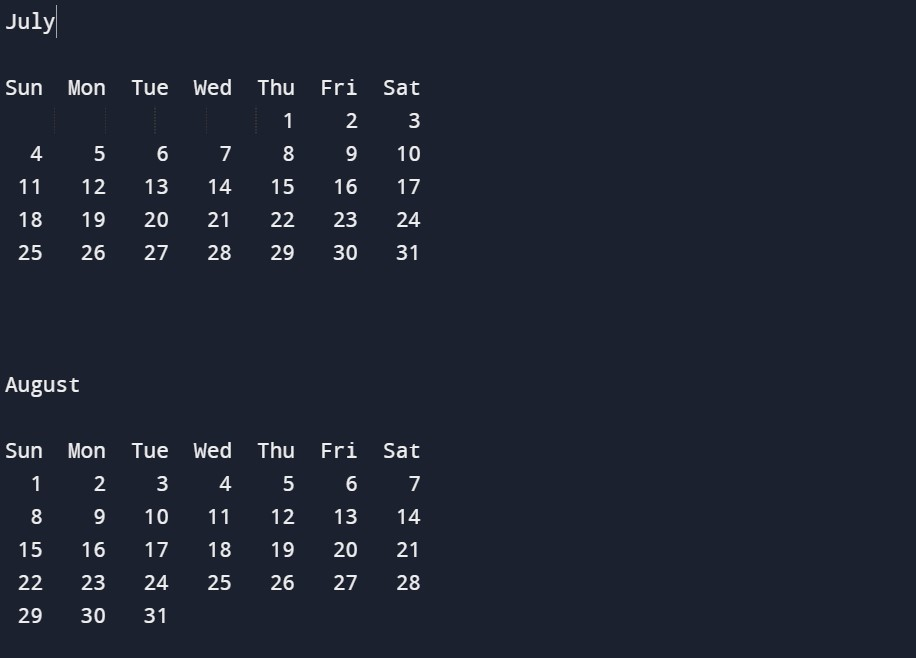 July
Sun  Mon  Tue  Wed  Thu  Fri  Sat
                      1    2    3
  4    5    6    7    8    9   10
 11   12   13   14   15   16   17
 18   19   20   21   22   23   24
 25   26   27   28   29   30   31
August
Sun  Mon  Tue  Wed  Thu  Fri  Sat
  1    2    3    4    5    6    7
  8    9   10   11   12   13   14
 15   16   17   18   19   20   21
 22   23   24   25   26   27   28
 29   30   31